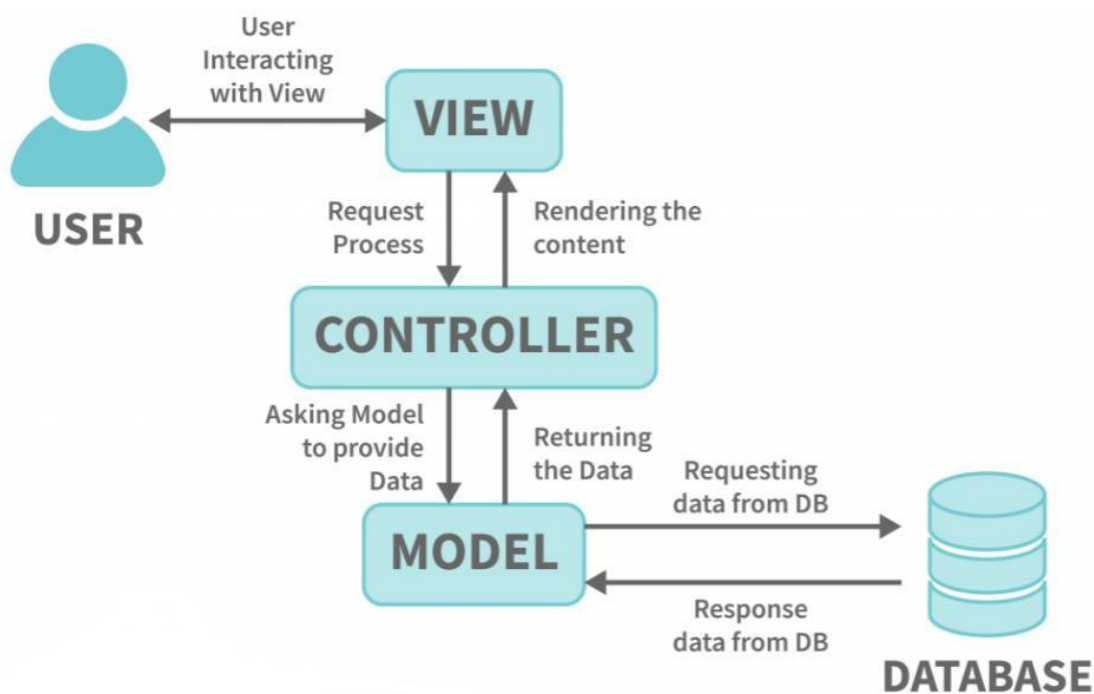 User
Interacting
with View
VIEW
USER
Request
Process
Rendering the
content
CONTROLLER
Asking Model
to provide
Data
Returning
the Data
Requesting
data from DB
MODEL
Response
data from DB
DATABASE